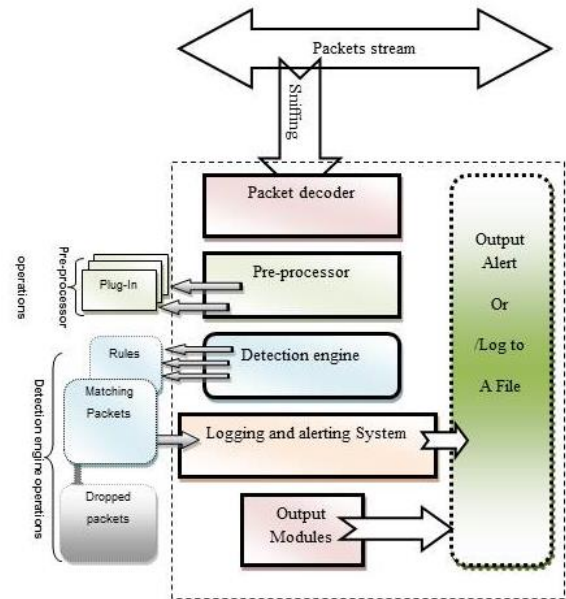 Packets stream
Sniffing
Packet decoder
Pre-processor
Plug-In
Pre-processor
operations
Detection engine
Rules
Matching
Packets
Dropped
packets
Detection engine operations
Logging and alerting System
Output
Modules
Output
Alert
Or
/Log to
A File